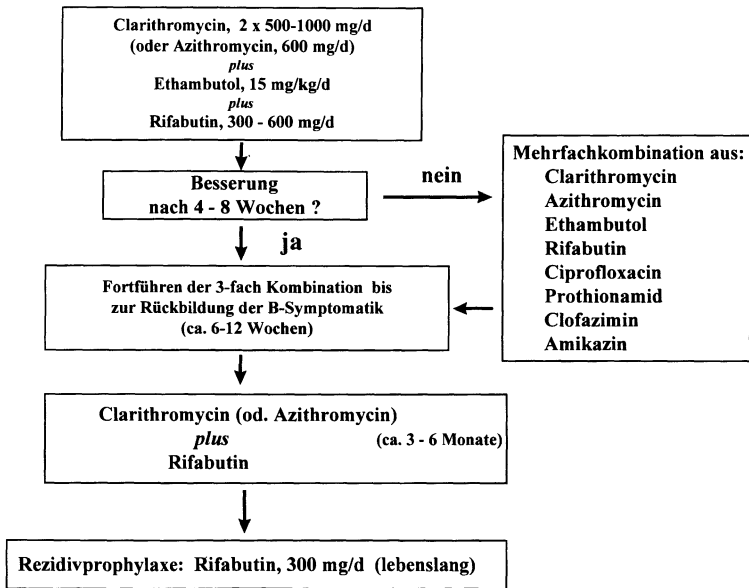 Clarithromycin, 2 x 500-1000 mg/d
(oder Azithromycin, 600 mg/d)
plus
Ethambutol, 15 mg/kg/d
plus
Rifabutin, 300 - 600 mg/d
Besserung
nach 4 - 8 Wochen ?
nein
ja
Mehrfachkombination aus:
Clarithromycin
Azithromycin
Ethambutol
Rifabutin
Ciprofloxacin
Prothionamid
Clofazimin
Amikazin
Fortführen der 3-fach Kombination bis
zur Rückbildung der B-Symptomatik
(ca. 6-12 Wochen)
Clarithromycin (od. Azithromycin)
plus (ca. 3 - 6 Monate)
Rifabutin
Rezidivprophylaxe: Rifabutin, 300 mg/d (lebenslang)